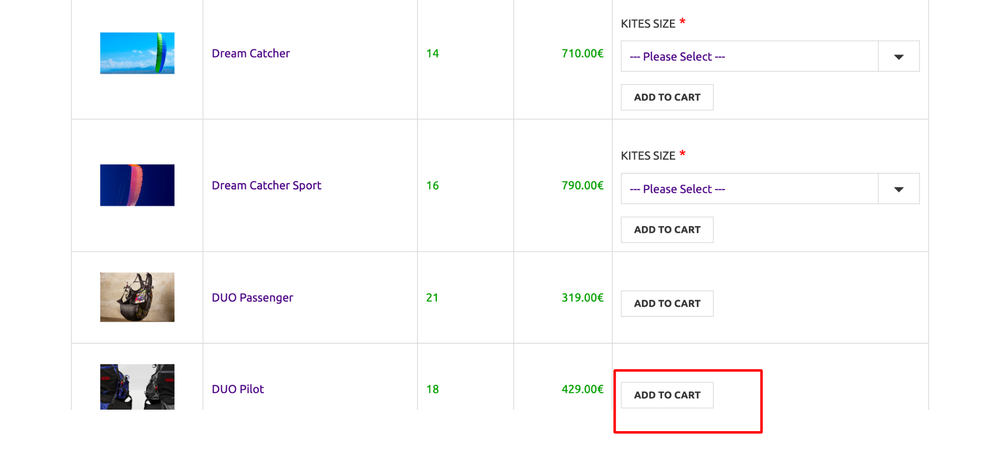 KITES SIZE *
Dream Catcher 14 710.00€ --- Please Select ---
ADD TO CART
KITES SIZE *
Dream Catcher Sport 16 790.00€ --- Please Select ---
ADD TO CART
DUO Passenger 21 319.00€ ADD TO CART
DUO Pilot 18 429.00€ ADD TO CART